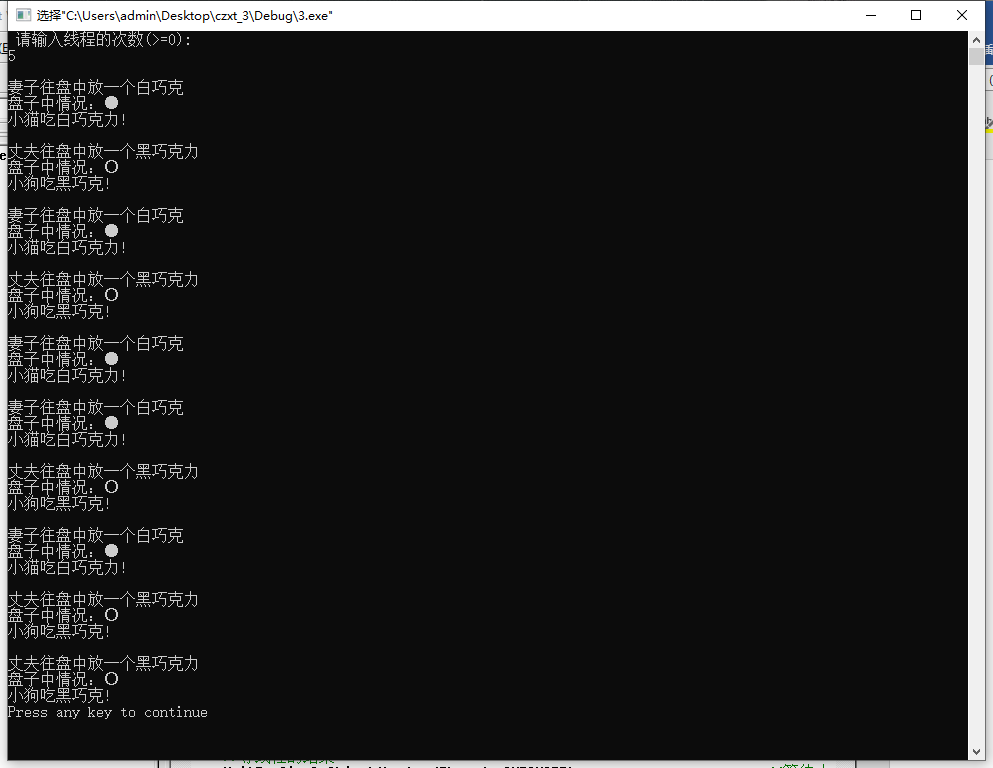 选择"C:\Users\admin\Desktop\czxt_3\Debug\3.exe"
请输入线程的次数(>=0):
5
妻子往盘中放一个白巧克
盘子中情况：●
小猫吃白巧克力!
丈夫往盘中放一个黑巧克力
盘子中情况：○
小狗吃黑巧克!
妻子往盘中放一个白巧克
盘子中情况：●
小猫吃白巧克力!
丈夫往盘中放一个黑巧克力
盘子中情况：○
小狗吃黑巧克!
妻子往盘中放一个白巧克
盘子中情况：●
小猫吃白巧克力!
妻子往盘中放一个白巧克
盘子中情况：●
小猫吃白巧克力!
丈夫往盘中放一个黑巧克力
盘子中情况：○
小狗吃黑巧克!
妻子往盘中放一个白巧克
盘子中情况：●
小猫吃白巧克力!
丈夫往盘中放一个黑巧克力
盘子中情况：○
小狗吃黑巧克!
丈夫往盘中放一个黑巧克力
盘子中情况：○
小狗吃黑巧克!
Press any key to continue